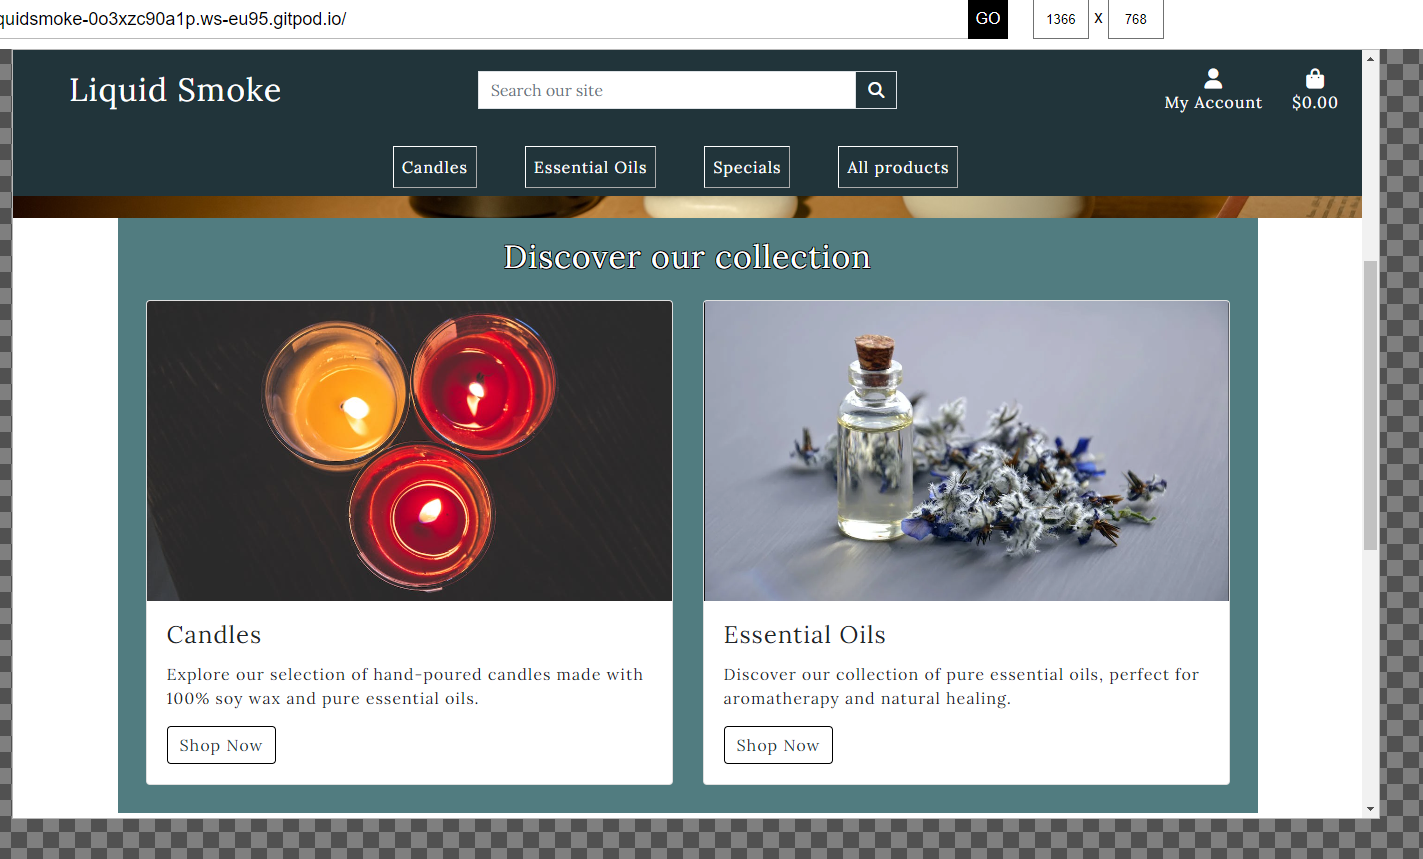 quidsmoke-0o3xzc90a1p.ws-eu95.gitpod.io/
GO
1366 X 768
Liquid Smoke
Search our site
My Account
$0.00
Candles
Essential Oils
Specials
All products
Discover our collection
Candles
Explore our selection of hand-poured candles made with
100% soy wax and pure essential oils.
Shop Now
Essential Oils
Discover our collection of pure essential oils, perfect for
aromatherapy and natural healing.
Shop Now